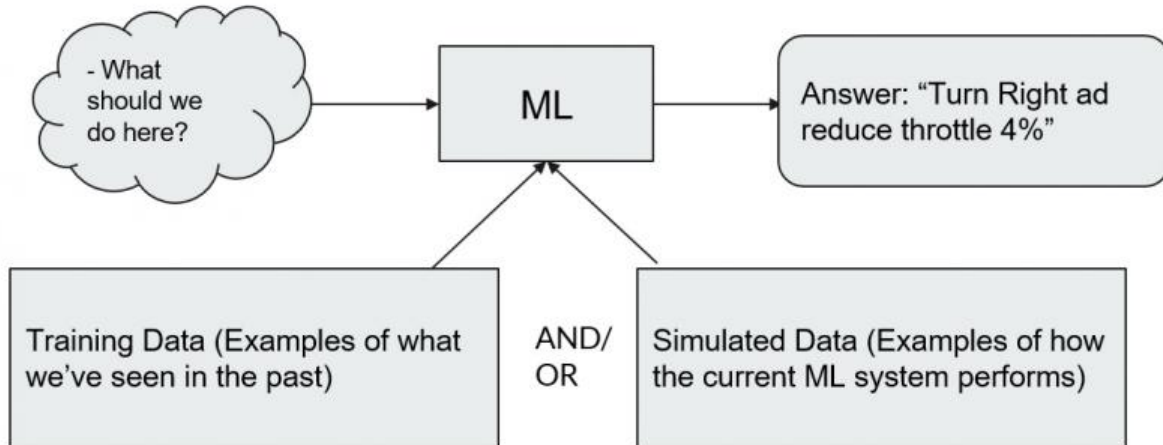 - What
should we
do here?
ML
Answer: “Turn Right ad
reduce throttle 4%”
Training Data (Examples of what
we’ve seen in the past)
AND/
OR
Simulated Data (Examples of how
the current ML system performs)